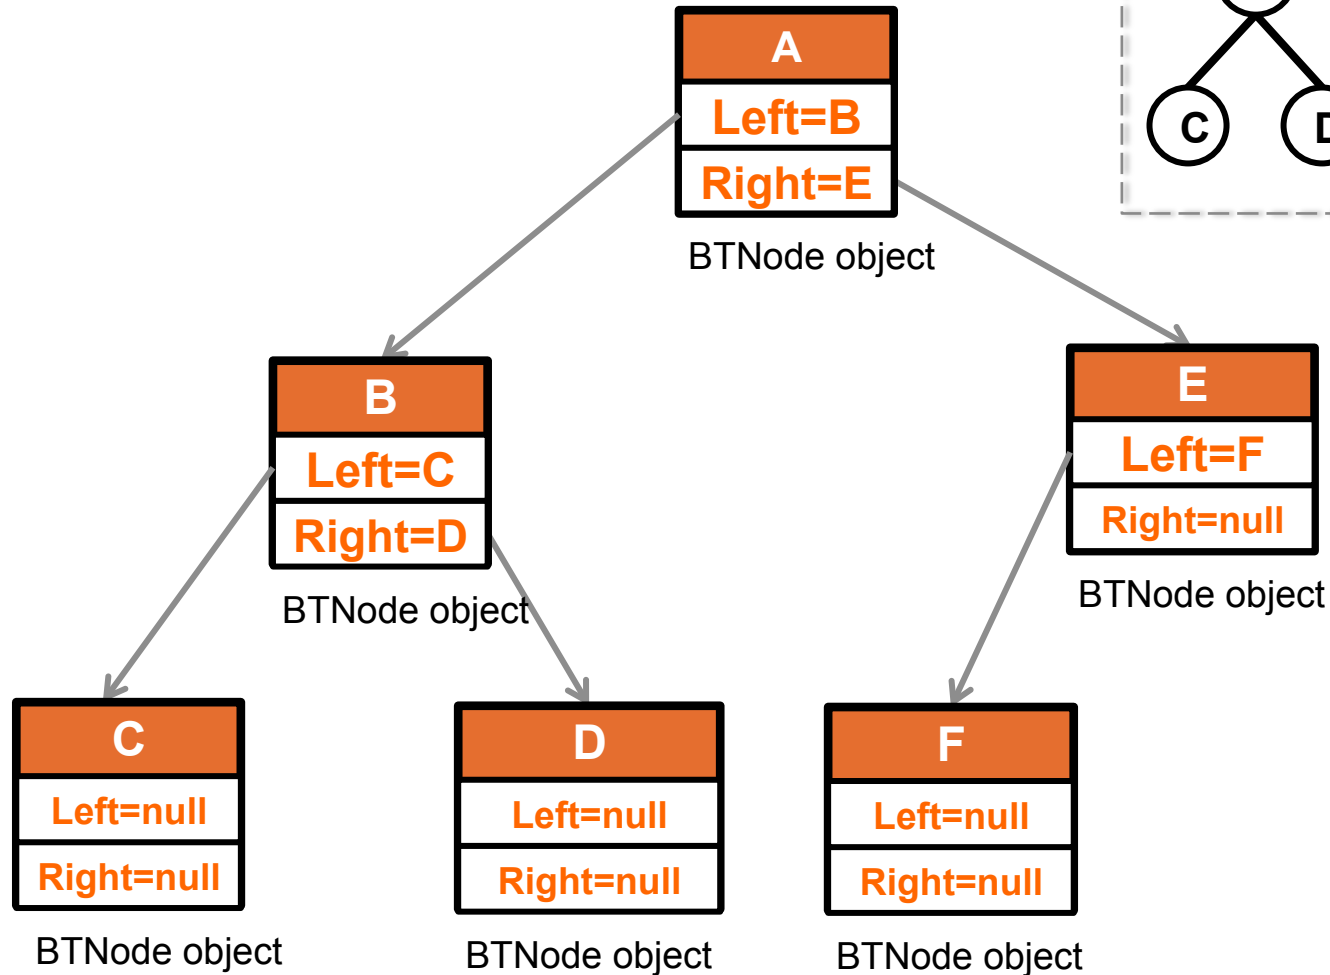 A
Left=B
Right=E
BTNode object
C
B
Left=C
Right=D
BTNode object
E
Left=F
Right=null
BTNode object
C
Left=null
Right=null
BTNode object
D
Left=null
Right=null
BTNode object
F
Left=null
Right=null
BTNode object